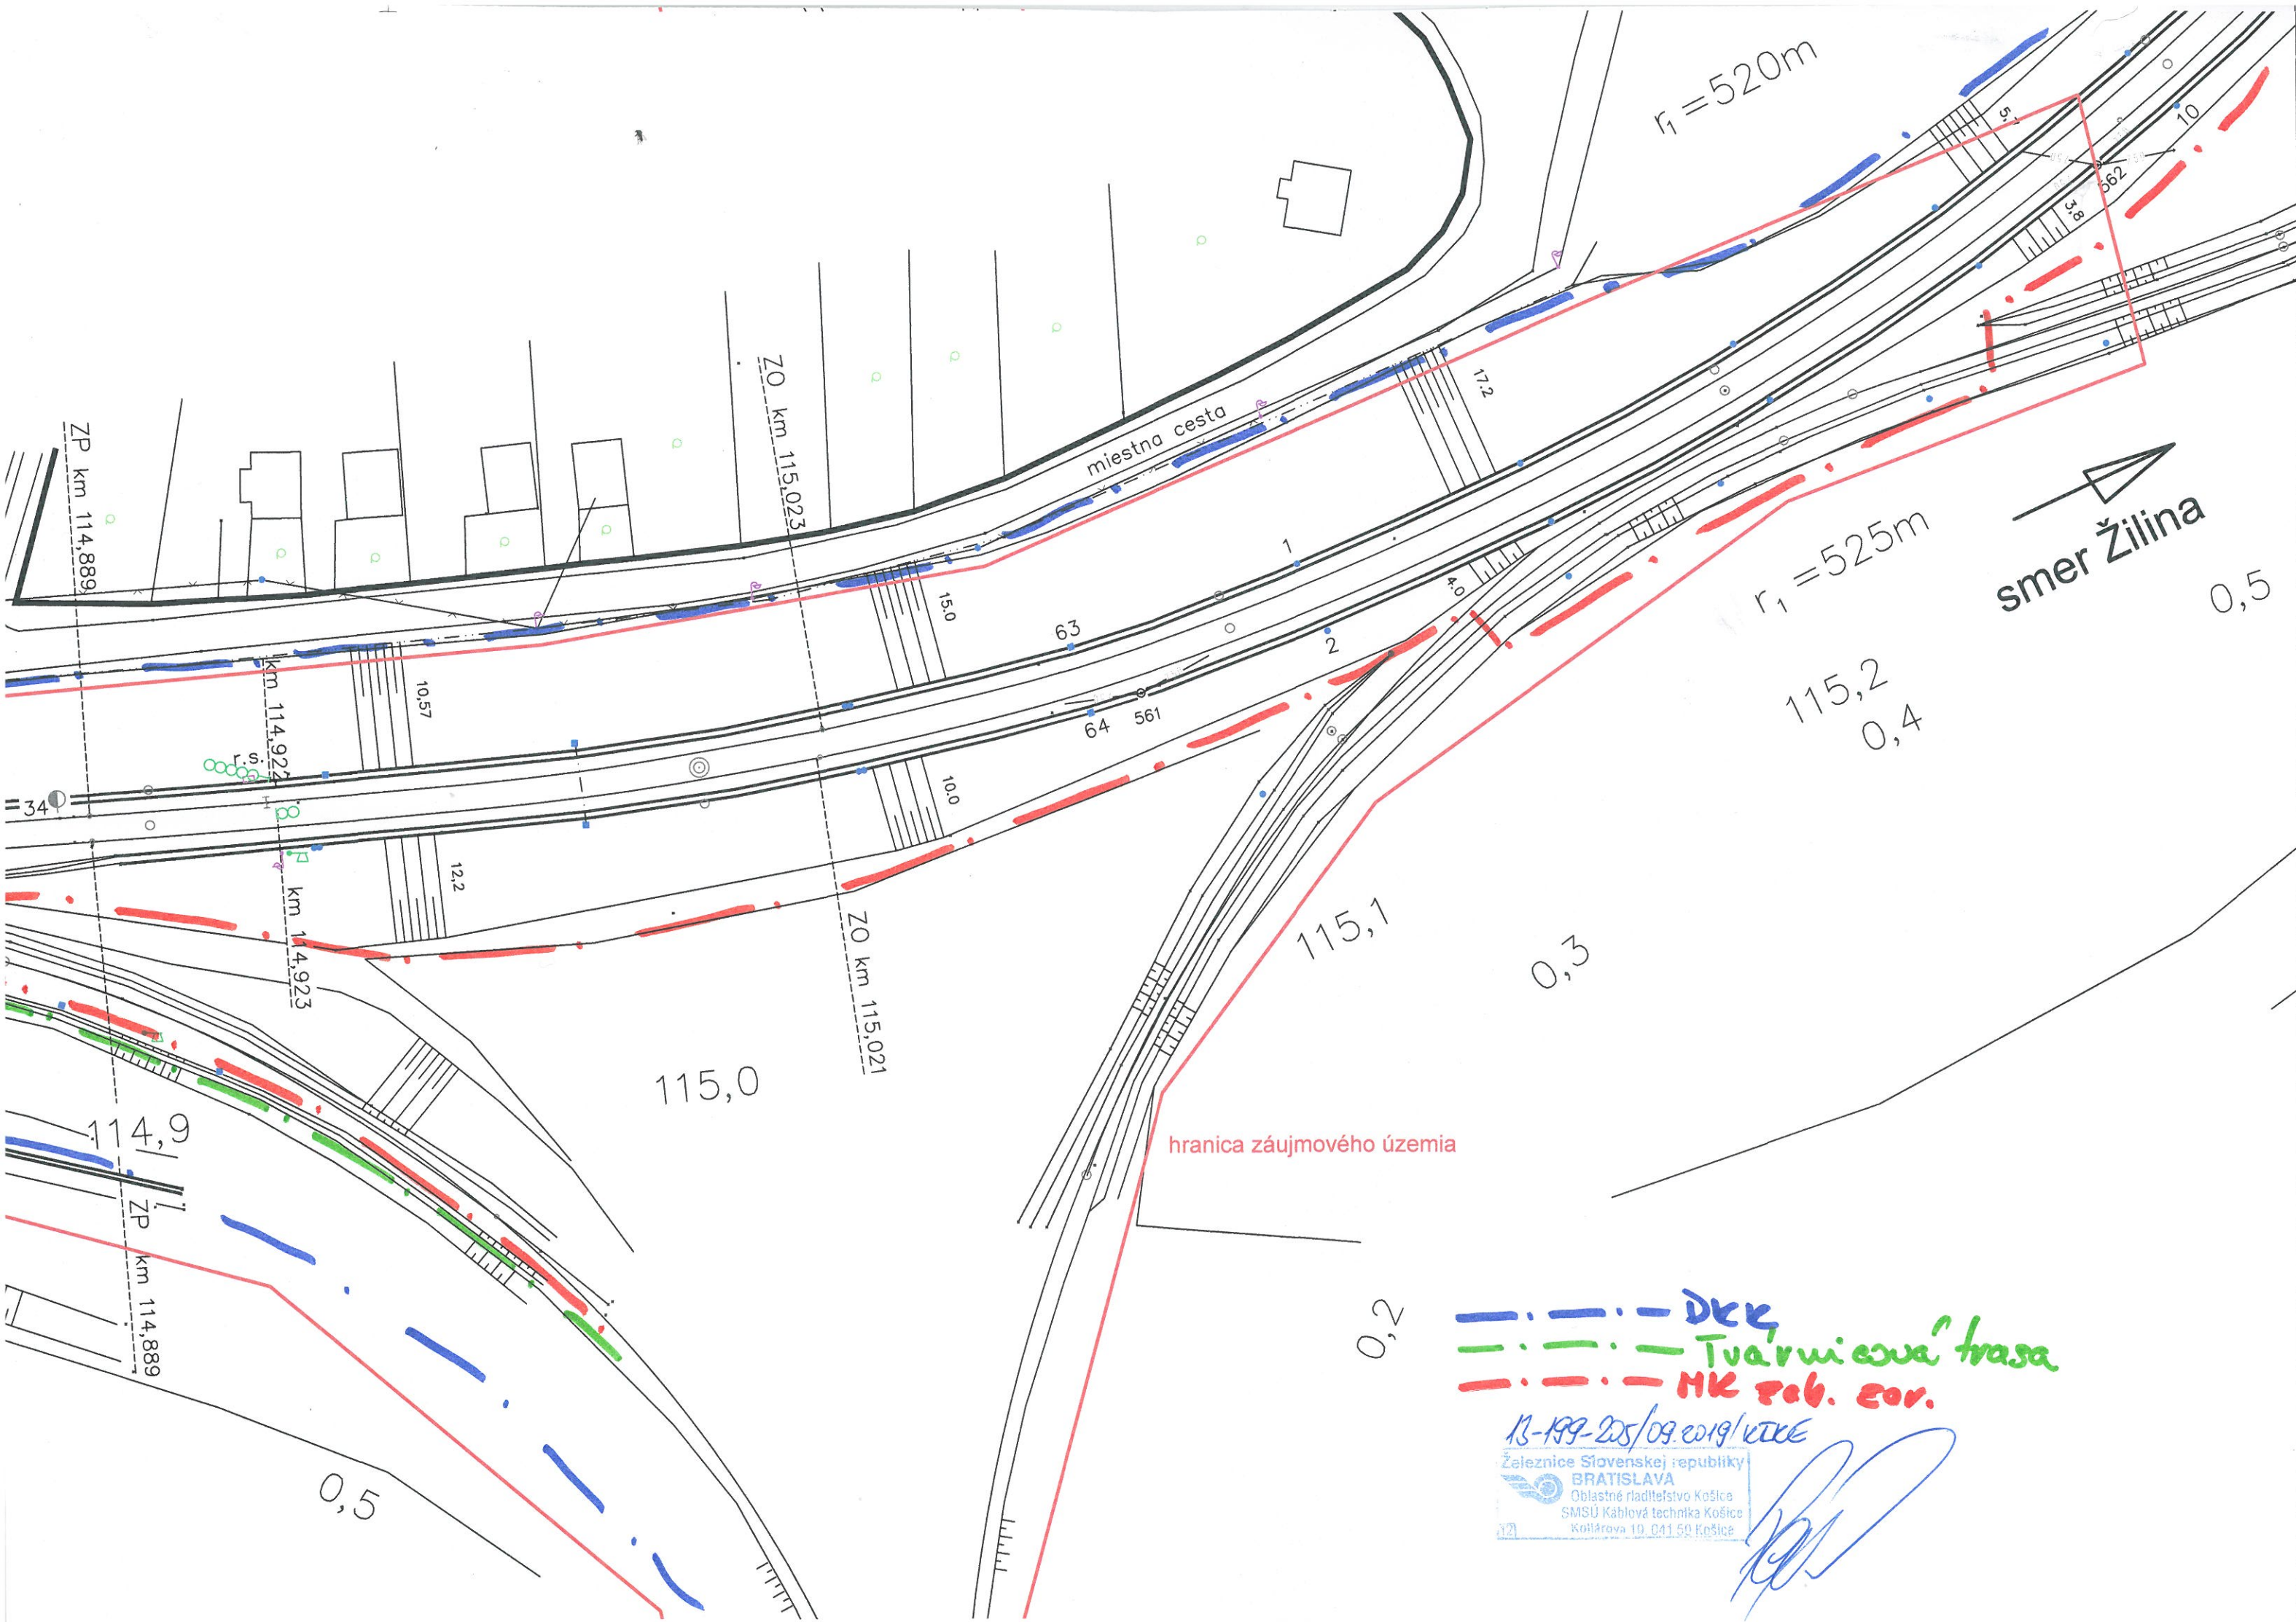 r₁=520m
5.7
10
562
3,8
17.2
miestna cesta
ZO km 115,023
ZP km 114,889
smer Žilina
r₁=525m
0,5
1
4.0
15.0
63
2
64
561
115,2
0,4
10,57
km 114,922
r.s.
34
10.0
12,2
km 114,923
ZO km 115,021
115,1
0,3
115,0
114,9
hranica záujmového územia
ZP km 114,889
0,2
0,5
DKK
Tvárnicová trasa
MK zab. zar.
13-199-205/09.2019/KTKE
Železnice Slovenskej republiky
BRATISLAVA
Oblastné riaditeľstvo Košice
SMSÚ Káblová technika Košice
Kollárova 10, 041 50 Košice